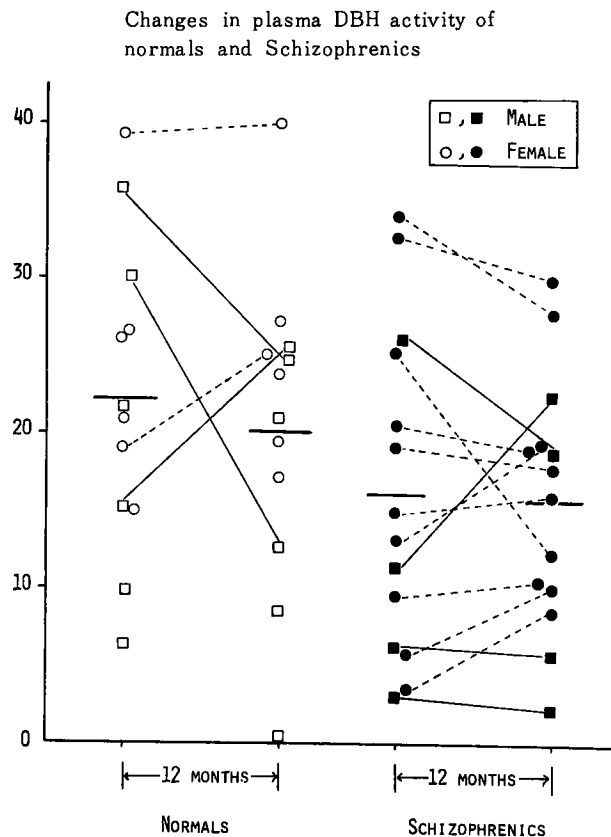 Changes in plasma DBH activity of
normals and Schizophrenics
40
30
20
10
0
□ , ■ MALE
○ , ● FEMALE
12 MONTHS
12 MONTHS
NORMALS
SCHIZOPHRENICS